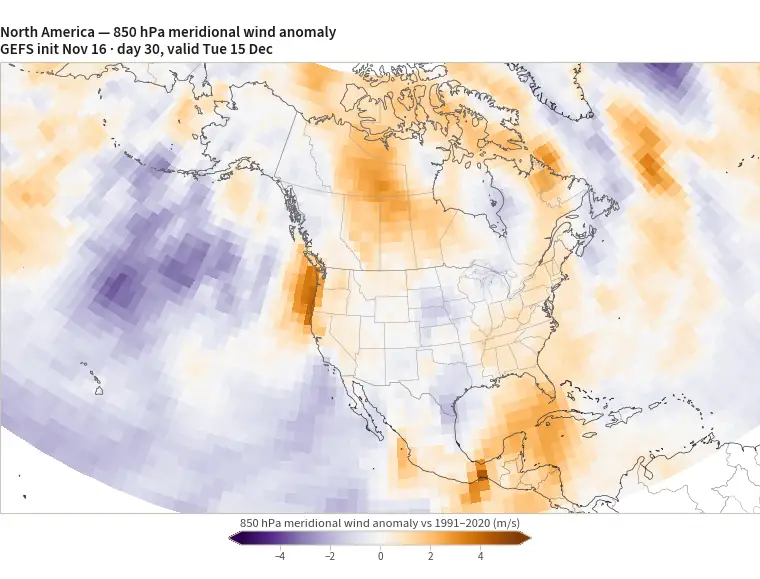 North America — 850 hPa meridional wind anomaly
GEFS init Nov 16 · day 30, valid Tue 15 Dec
850 hPa meridional wind anomaly vs 1991–2020 (m/s)
−4 −2 0 2 4